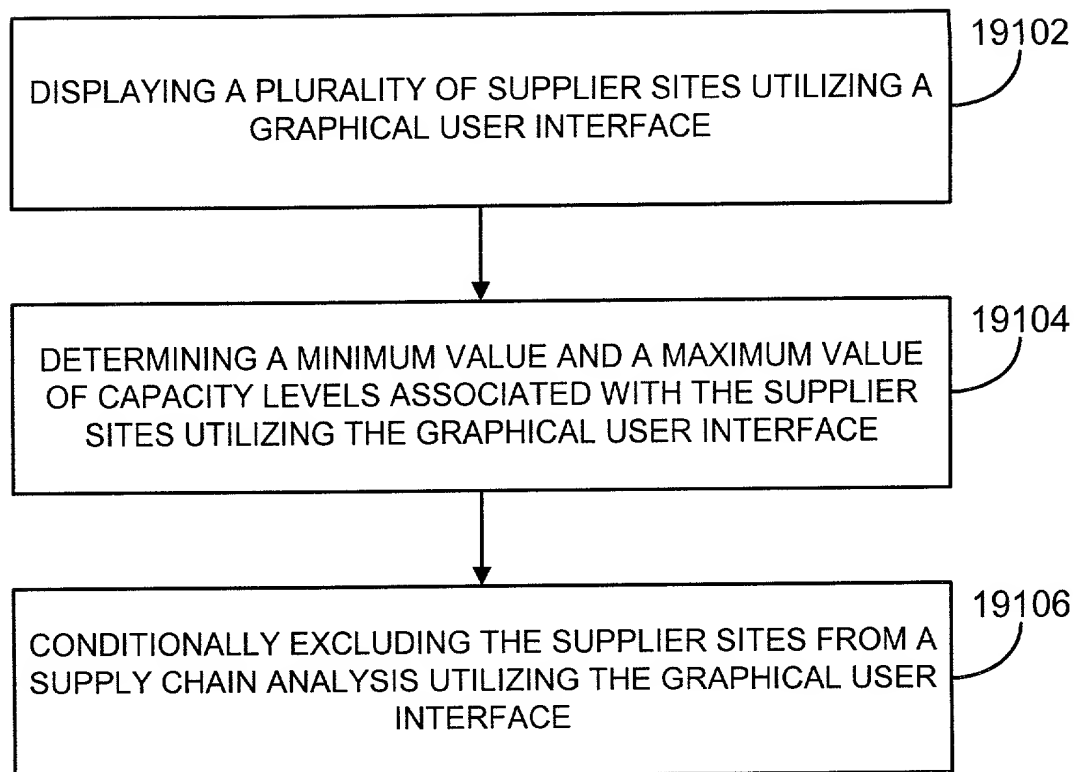 19102
DISPLAYING A PLURALITY OF SUPPLIER SITES UTILIZING A
GRAPHICAL USER INTERFACE
19104
DETERMINING A MINIMUM VALUE AND A MAXIMUM VALUE
OF CAPACITY LEVELS ASSOCIATED WITH THE SUPPLIER
SITES UTILIZING THE GRAPHICAL USER INTERFACE
19106
CONDITIONALLY EXCLUDING THE SUPPLIER SITES FROM A
SUPPLY CHAIN ANALYSIS UTILIZING THE GRAPHICAL USER
INTERFACE